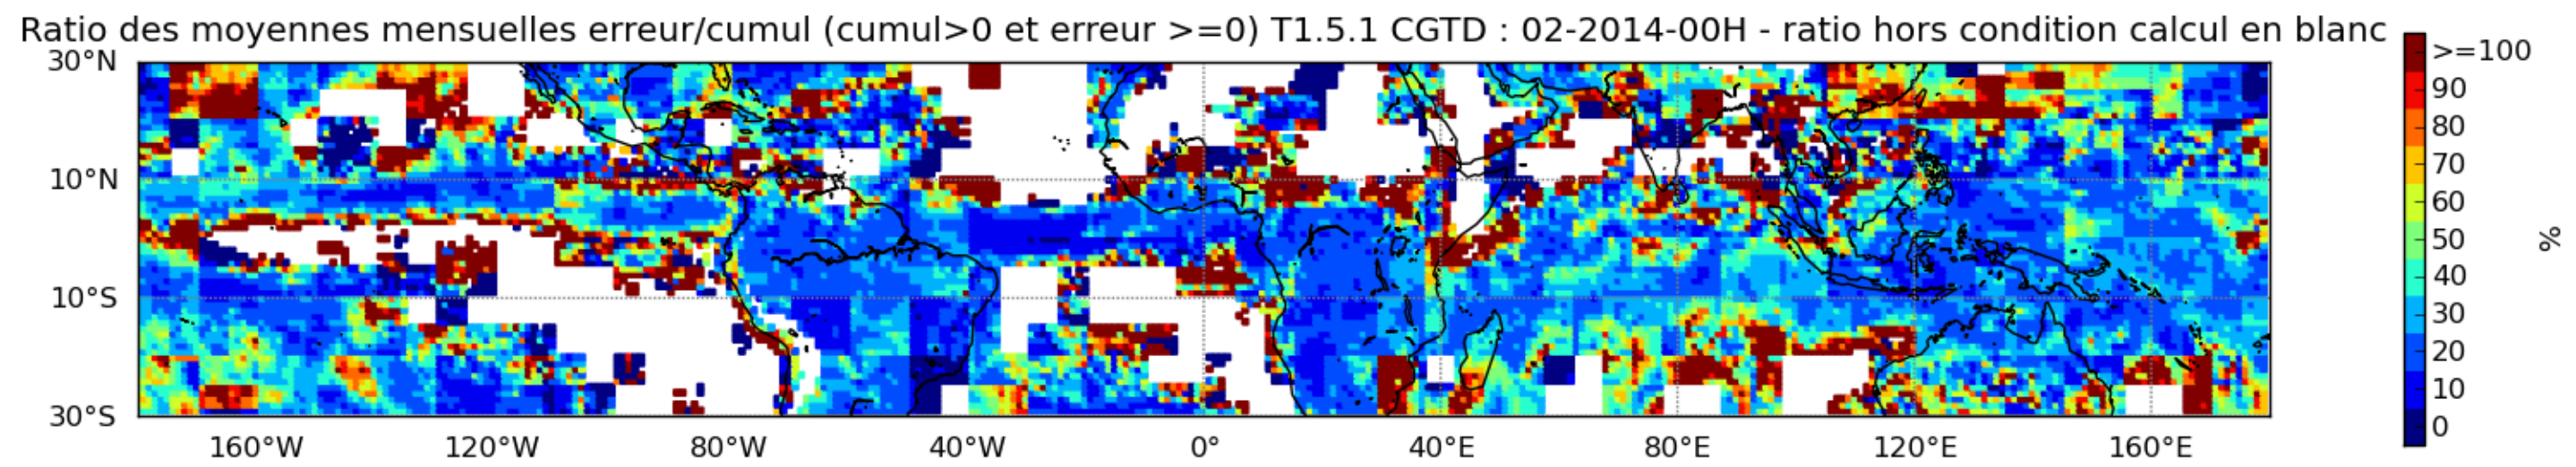 Ratio des moyennes mensuelles erreur/cumul (cumul>0 et erreur >=0) T1.5.1 CGTD : 02-2014-00H - ratio hors condition calcul en blanc
30°N
10°N
10°S
30°S
160°W 120°W 80°W 40°W 0° 40°E 80°E 120°E 160°E
>=100
90
80
70
60
50
40
30
20
10
0
%